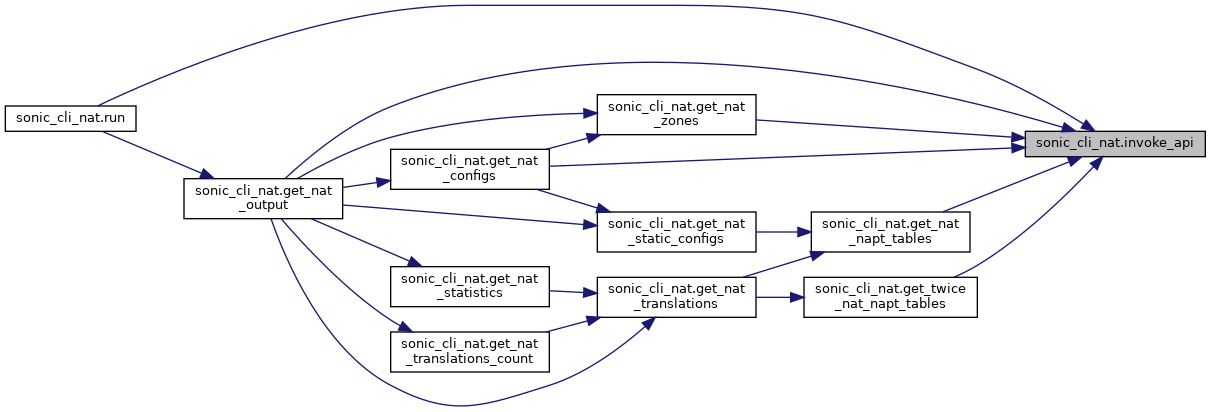 sonic_cli_nat.run
sonic_cli_nat.get_nat
_output
sonic_cli_nat.get_nat
_configs
sonic_cli_nat.get_nat
_statistics
sonic_cli_nat.get_nat
_translations_count
sonic_cli_nat.get_nat
_zones
sonic_cli_nat.get_nat
_static_configs
sonic_cli_nat.get_nat
_translations
sonic_cli_nat.get_nat
_napt_tables
sonic_cli_nat.get_twice
_nat_napt_tables
sonic_cli_nat.invoke_api